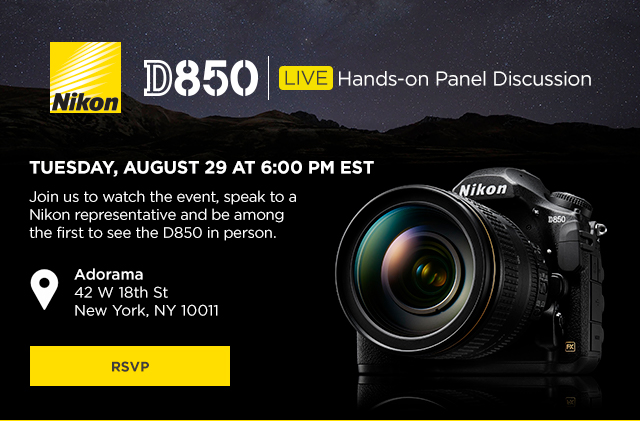 Nikon
D850
LIVE Hands-on Panel Discussion
TUESDAY, AUGUST 29 AT 6:00 PM EST
Join us to watch the event, speak to a
Nikon representative and be among
the first to see the D850 in person.
Adorama
42 W 18th St
New York, NY 10011
RSVP
Nikon
D850
FX